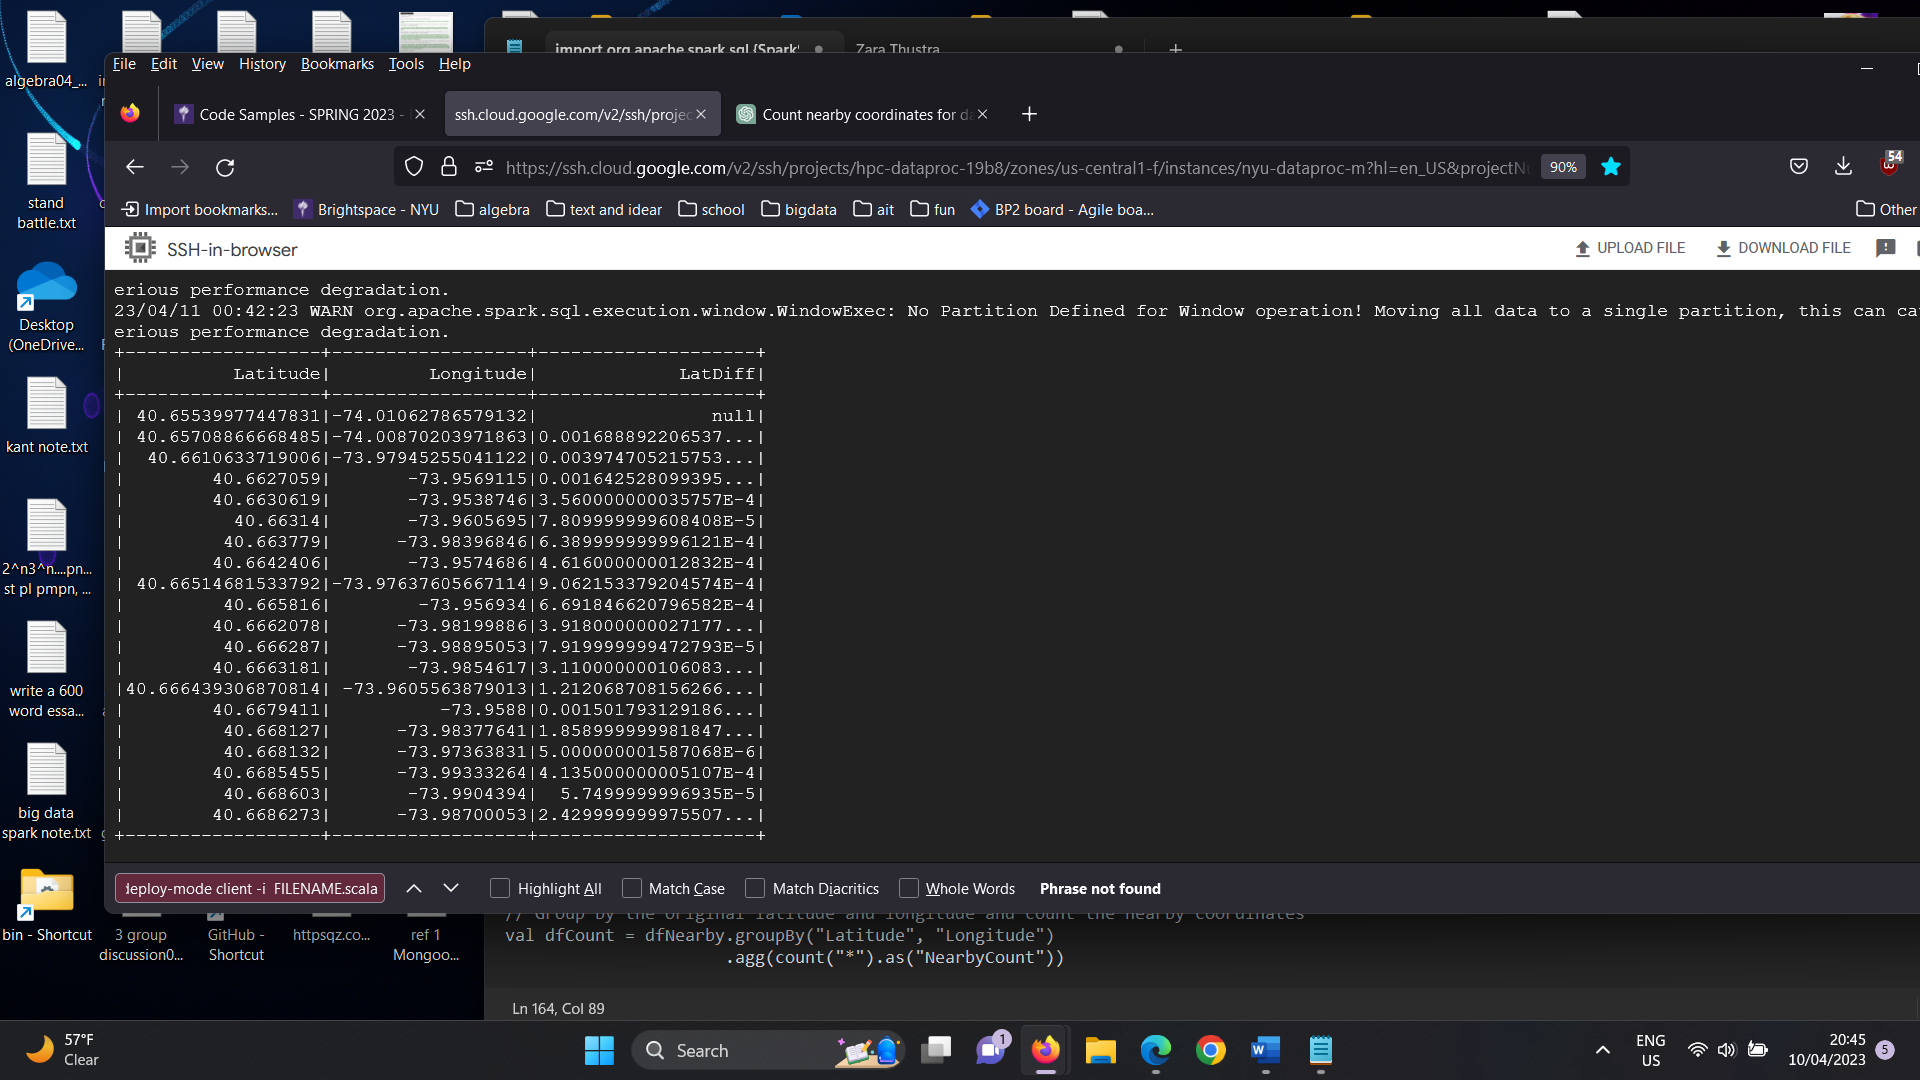 import org.apache.spark.sql.{Spark
Zara Thustra
File Edit View History Bookmarks Tools Help
Code Samples - SPRING 2023 -
ssh.cloud.google.com/v2/ssh/projec
Count nearby coordinates for da
https://ssh.cloud.google.com/v2/ssh/projects/hpc-dataproc-19b8/zones/us-central1-f/instances/nyu-dataproc-m?hl=en_US&projectNu
90%
54
Import bookmarks...
Brightspace - NYU
algebra
text and idear
school
bigdata
ait
fun
BP2 board - Agile boa...
Other
SSH-in-browser
UPLOAD FILE
DOWNLOAD FILE
erious performance degradation.
23/04/11 00:42:23 WARN org.apache.spark.sql.execution.window.WindowExec: No Partition Defined for Window operation! Moving all data to a single partition, this can ca
erious performance degradation.
+------------------+------------------+--------------------+
|          Latitude|         Longitude|             LatDiff|
+------------------+------------------+--------------------+
| 40.65539977447831|-74.01062786579132|                null|
| 40.65708866668485|-74.00870203971863|0.001688892206537...|
|  40.6610633719006|-73.97945255041122|0.003974705215753...|
|        40.6627059|       -73.9569115|0.001642528099395...|
|        40.6630619|       -73.9538746|3.560000000035757E-4|
|          40.66314|       -73.9605695|7.809999999608408E-5|
|         40.663779|      -73.98396846|6.389999999996121E-4|
|        40.6642406|       -73.9574686|4.616000000012832E-4|
| 40.66514681533792|-73.97637605667114|9.062153379204574E-4|
|         40.665816|        -73.956934|6.691846620796582E-4|
|        40.6662078|      -73.98199886|3.918000000027177...|
|         40.666287|      -73.98895053|7.919999999472793E-5|
|        40.6663181|       -73.9854617|3.110000000106083...|
|40.666439306870814| -73.9605563879013|1.212068708156266...|
|        40.6679411|          -73.9588|0.001501793129186...|
|         40.668127|      -73.98377641|1.858999999981847...|
|         40.668132|      -73.97363831|5.000000001587068E-6|
|        40.6685455|      -73.99333264|4.135000000005107E-4|
|         40.668603|       -73.9904394|  5.74999999996935E-5|
|        40.6686273|      -73.98700053|2.429999999975507...|
+------------------+------------------+--------------------+
deploy-mode client -i FILENAME.scala
Highlight All
Match Case
Match Diacritics
Whole Words
Phrase not found
// Group by the original latitude and longitude and count the nearby coordinates
val dfCount = dfNearby.groupBy("Latitude", "Longitude")
.agg(count("*").as("NearbyCount"))
Ln 164, Col 89
algebra04_...
stand
battle.txt
Desktop
(OneDrive...
kant note.txt
2^n3^n....pn...
st pl pmpn, ...
write a 600
word essa...
big data
spark note.txt
bin - Shortcut
3 group
discussion0...
GitHub -
Shortcut
httpsqz.co...
ref 1
Mongoo...
57°F
Clear
Search
1
ENG
US
20:45
10/04/2023
5